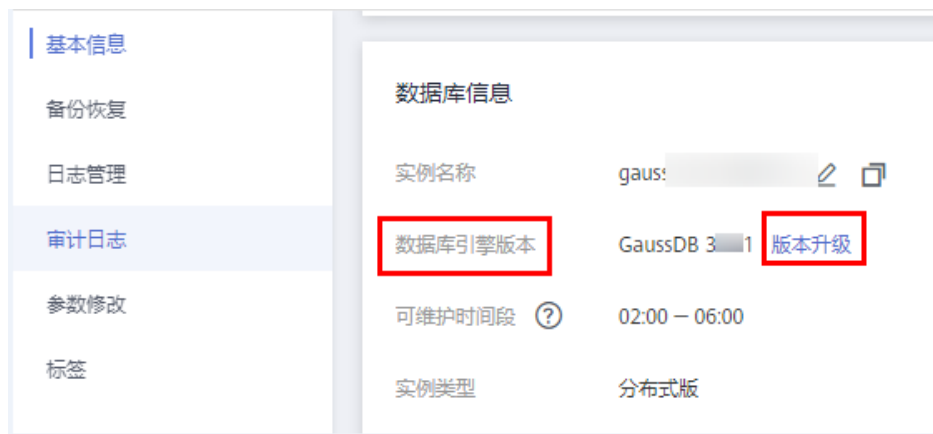 基本信息
备份恢复
日志管理
审计日志
参数修改
标签
数据库信息
实例名称 gauss
数据库引擎版本 GaussDB 3 1 版本升级
可维护时间段 ? 02:00 — 06:00
实例类型 分布式版